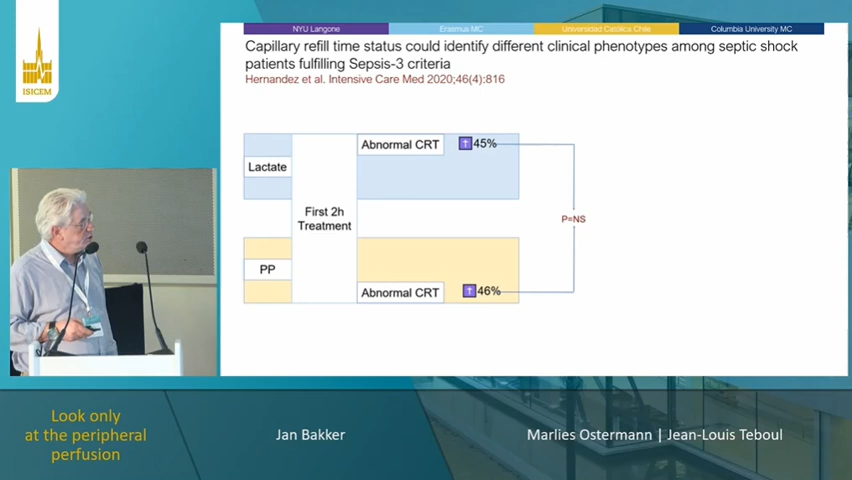 ISICEM
NYU Langone
Erasmus MC
Universidad Católica Chile
Columbia University MC
Capillary refill time status could identify different clinical phenotypes among septic shock
patients fulfilling Sepsis-3 criteria
Hernandez et al. Intensive Care Med 2020;46(4):816
Lactate
Abnormal CRT
✝ 45%
First 2h
Treatment
P=NS
PP
Abnormal CRT
✝ 46%
Look only
at the peripheral
perfusion
Jan Bakker
Marlies Ostermann | Jean-Louis Teboul